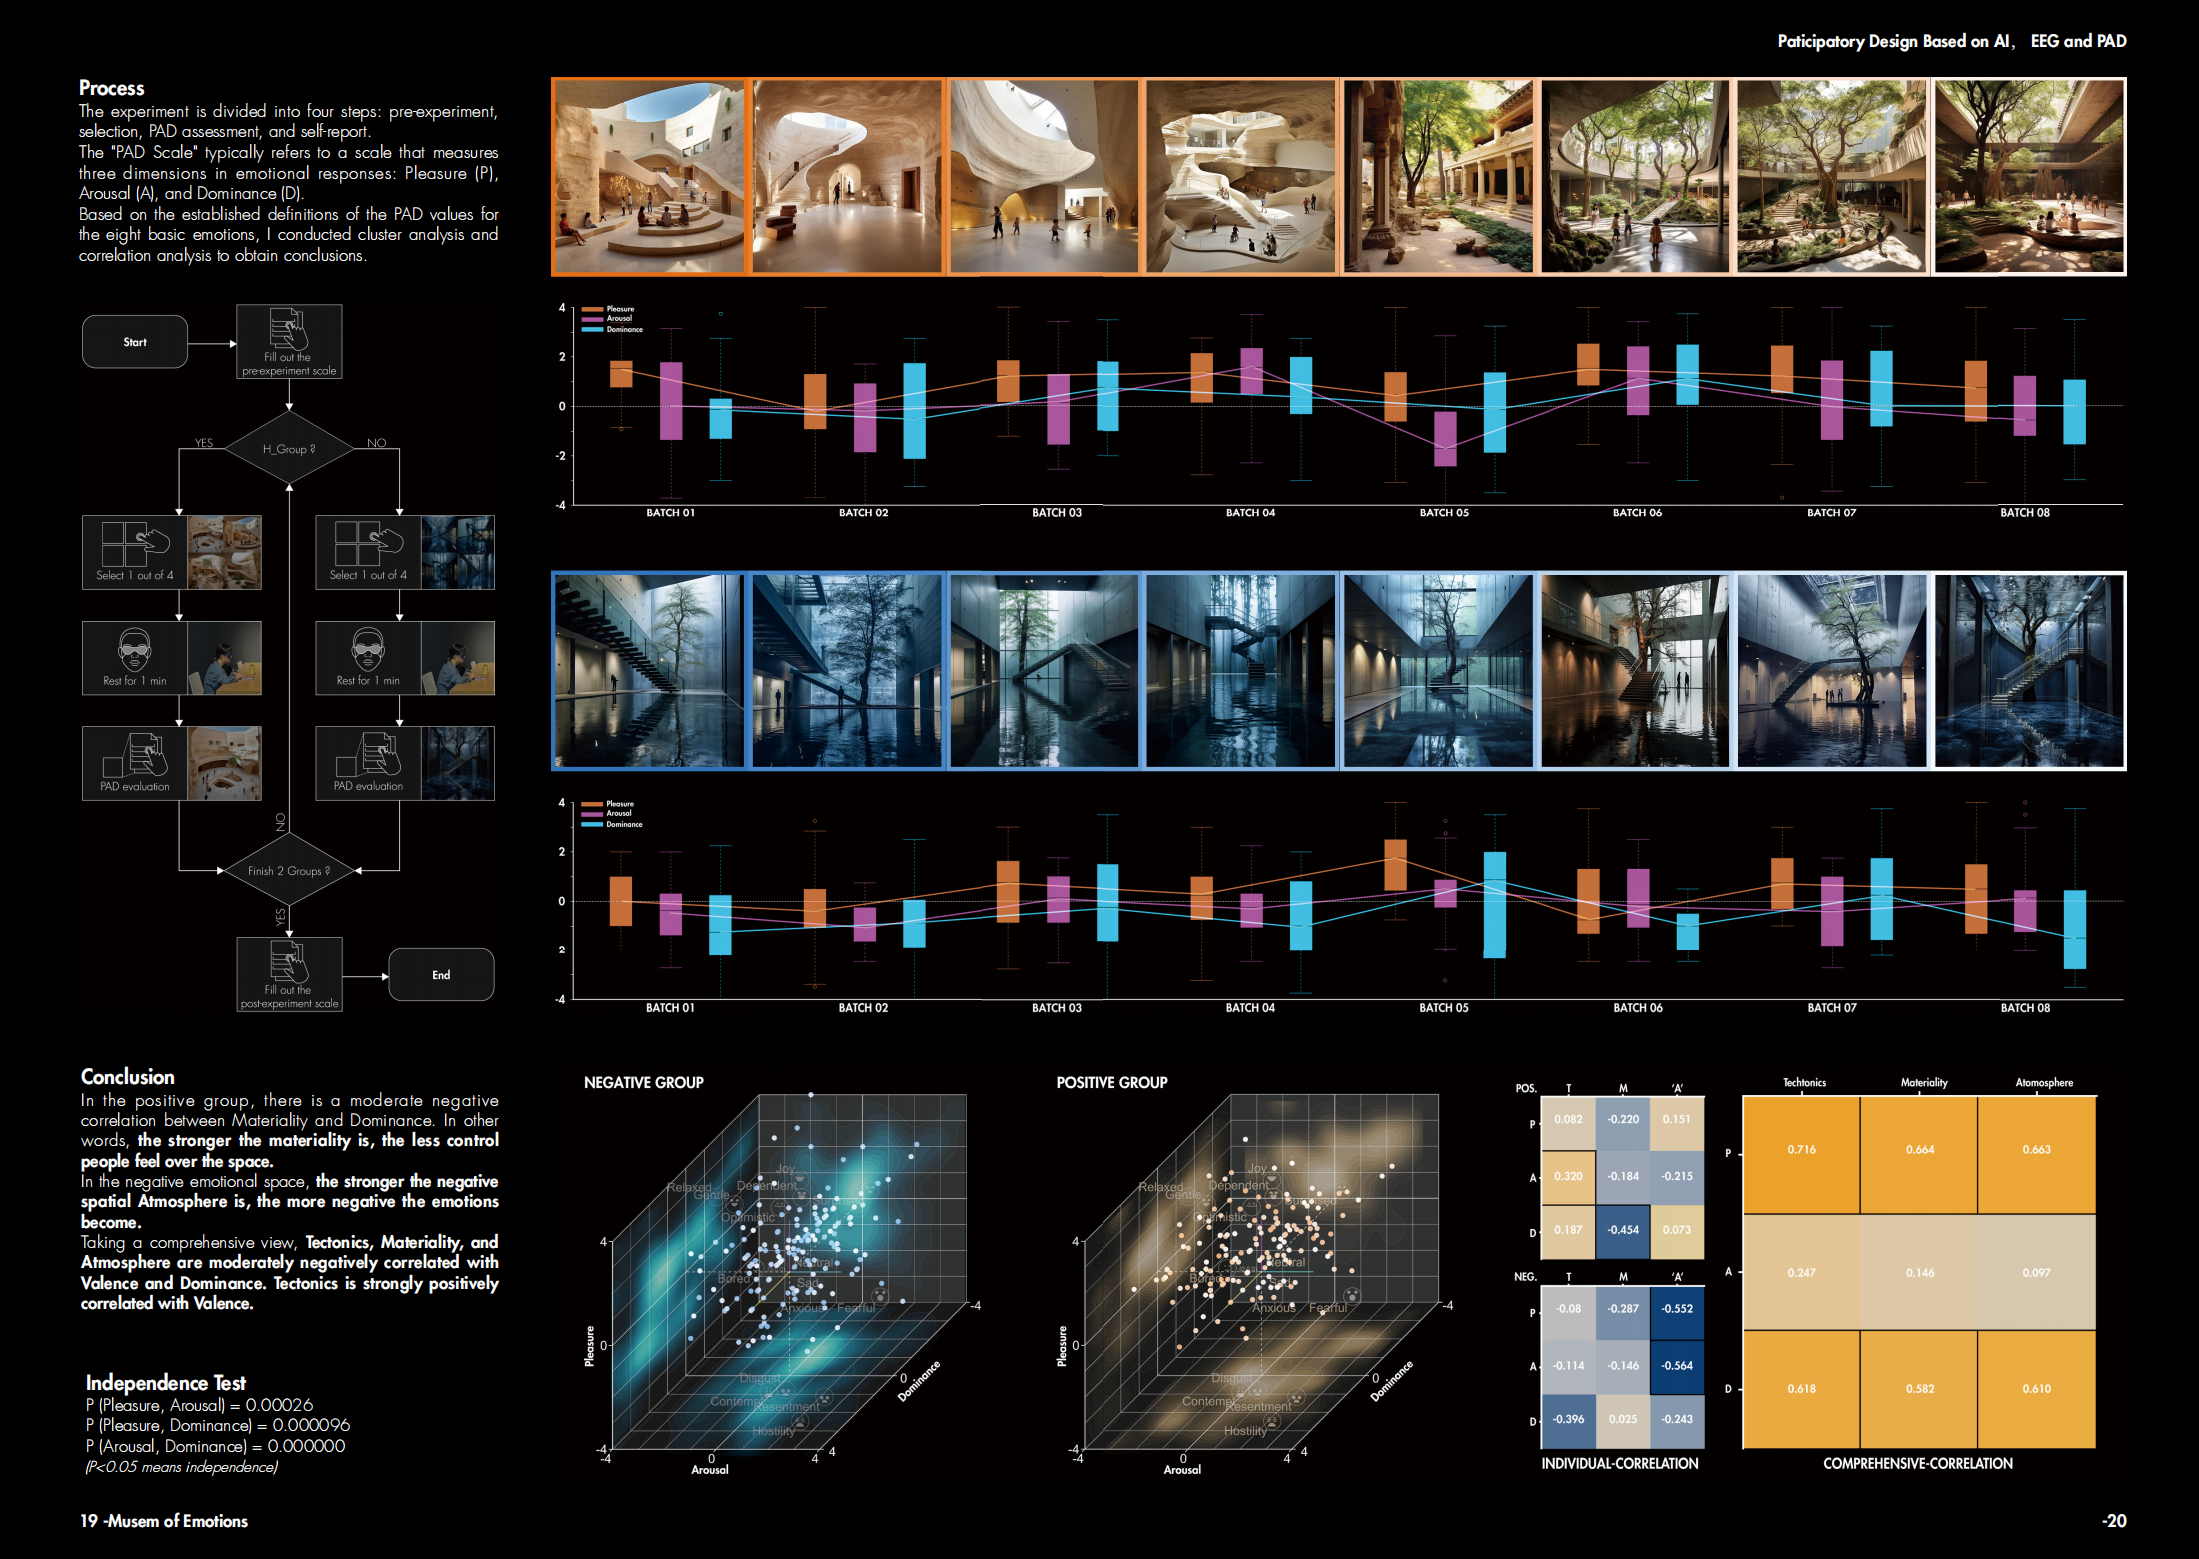 Paticipatory Design Based on AI, EEG and PAD
Process
The experiment is divided into four steps: pre-experiment,
selection, PAD assessment, and self-report.
The "PAD Scale" typically refers to a scale that measures
three dimensions in emotional responses: Pleasure (P),
Arousal (A), and Dominance (D).
Based on the established definitions of the PAD values for
the eight basic emotions, I conducted cluster analysis and
correlation analysis to obtain conclusions.
Start
Fill out the
pre-experiment scale
YES
H_Group ?
NO
Select 1 out of 4
Select 1 out of 4
Rest for 1 min
Rest for 1 min
PAD evaluation
PAD evaluation
NO
Finish 2 Groups ?
YES
Fill out the
post-experiment scale
End
4
2
0
-2
-4
Pleasure
Arousal
Dominance
BATCH 01
BATCH 02
BATCH 03
BATCH 04
BATCH 05
BATCH 06
BATCH 07
BATCH 08
4
2
0
2
-4
Pleasure
Arousal
Dominance
BATCH 01
BATCH 02
BATCH 03
BATCH 04
BATCH 05
BATCH 06
BATCH 07
BATCH 08
Conclusion
In the positive group, there is a moderate negative
correlation between Materiality and Dominance. In other
words, the stronger the materiality is, the less control
people feel over the space.
In the negative emotional space, the stronger the negative
spatial Atmosphere is, the more negative the emotions
become.
Taking a comprehensive view, Tectonics, Materiality, and
Atmosphere are moderately negatively correlated with
Valence and Dominance. Tectonics is strongly positively
correlated with Valence.
Independence Test
P (Pleasure, Arousal) = 0.00026
P (Pleasure, Dominance) = 0.000096
P (Arousal, Dominance) = 0.000000
(P<0.05 means independence)
NEGATIVE GROUP
Joy
Relaxed
Gentle
Dependent
Optimistic
Neutral
Bored
Sad
Anxious
Fearful
Disgust
Contempt
Resentment
Hostility
4
0
-4
Pleasure
-4
0
4
Arousal
4
0
-4
Dominance
POSITIVE GROUP
Joy
Relaxed
Gentle
Dependent
Surprised
Optimistic
Neutral
Bored
Anxious
Fearful
Disgust
Contempt
Resentment
Hostility
4
0
-4
Pleasure
-4
0
4
Arousal
4
0
-4
Dominance
POS. T M 'A'
P 0.082 -0.220 0.151
A 0.320 -0.184 -0.215
D 0.187 -0.454 0.073
NEG. T M 'A'
P -0.08 -0.287 -0.552
A -0.114 -0.146 -0.564
D -0.396 0.025 -0.243
INDIVIDUAL-CORRELATION
Techtonics Materiality Atomosphere
P 0.716 0.664 0.663
A 0.247 0.146 0.097
D 0.618 0.582 0.610
COMPREHENSIVE-CORRELATION
19 -Musem of Emotions
-20